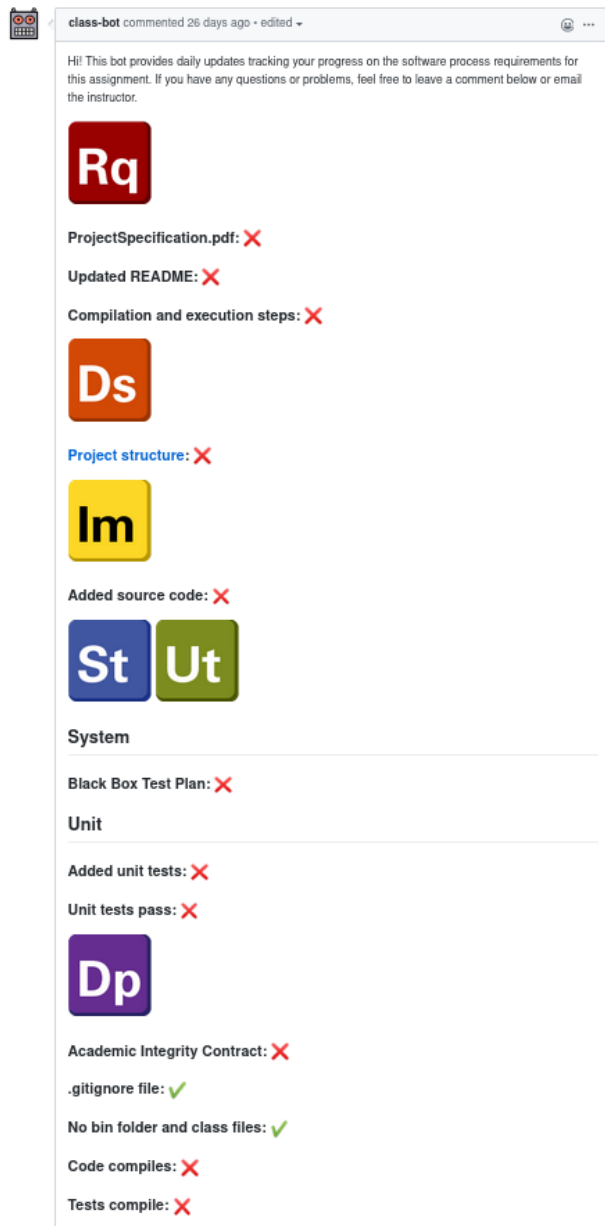 class-bot commented 26 days ago • edited
Hi! This bot provides daily updates tracking your progress on the software process requirements for
this assignment. If you have any questions or problems, feel free to leave a comment below or email
the instructor.
Rq
ProjectSpecification.pdf: ❌
Updated README: ❌
Compilation and execution steps: ❌
Ds
Project structure: ❌
Im
Added source code: ❌
St Ut
System
Black Box Test Plan: ❌
Unit
Added unit tests: ❌
Unit tests pass: ❌
Dp
Academic Integrity Contract: ❌
.gitignore file: ✔
No bin folder and class files: ✔
Code compiles: ❌
Tests compile: ❌